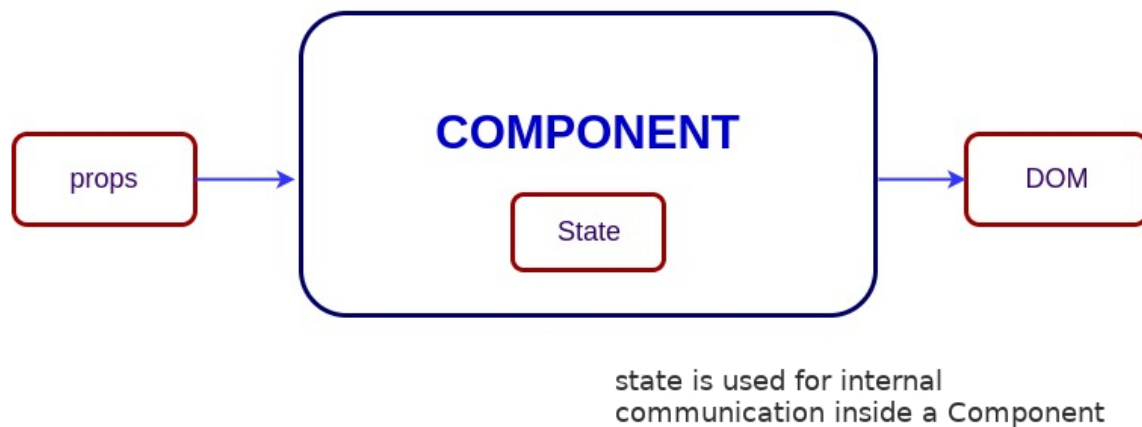 COMPONENT
props
State
DOM
state is used for internal
communication inside a Component